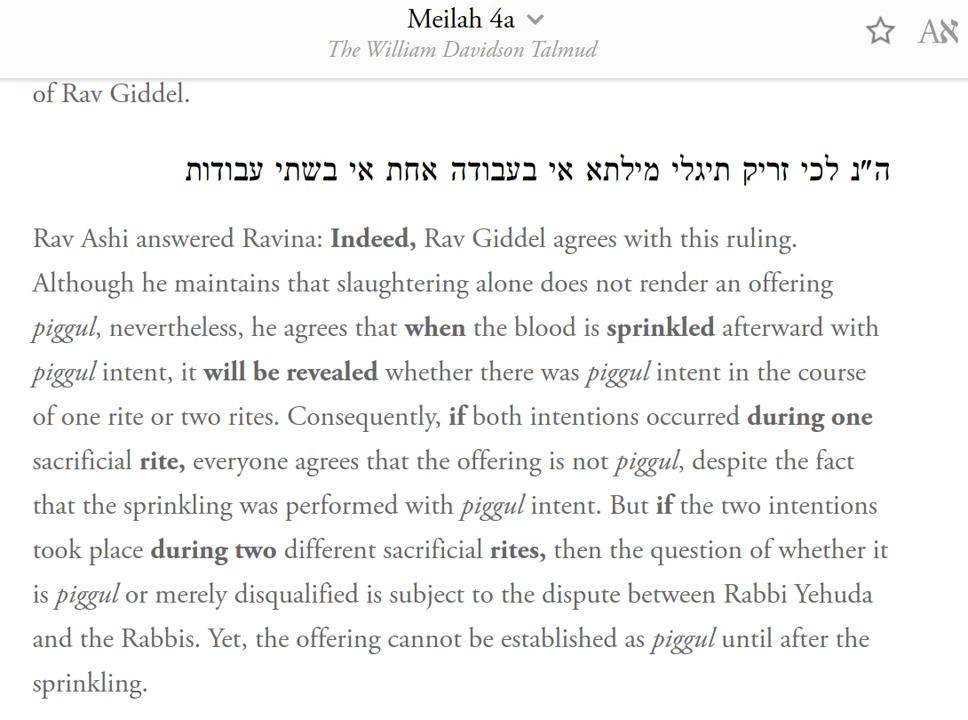 Meilah 4a
The William Davidson Talmud
Aא
of Rav Giddel.
ה"נ לכי זריק תיגלי מילתא אי בעבודה אחת אי בשתי עבודות
Rav Ashi answered Ravina: Indeed, Rav Giddel agrees with this ruling.
Although he maintains that slaughtering alone does not render an offering
piggul, nevertheless, he agrees that when the blood is sprinkled afterward with
piggul intent, it will be revealed whether there was piggul intent in the course
of one rite or two rites. Consequently, if both intentions occurred during one
sacrificial rite, everyone agrees that the offering is not piggul, despite the fact
that the sprinkling was performed with piggul intent. But if the two intentions
took place during two different sacrificial rites, then the question of whether it
is piggul or merely disqualified is subject to the dispute between Rabbi Yehuda
and the Rabbis. Yet, the offering cannot be established as piggul until after the
sprinkling.